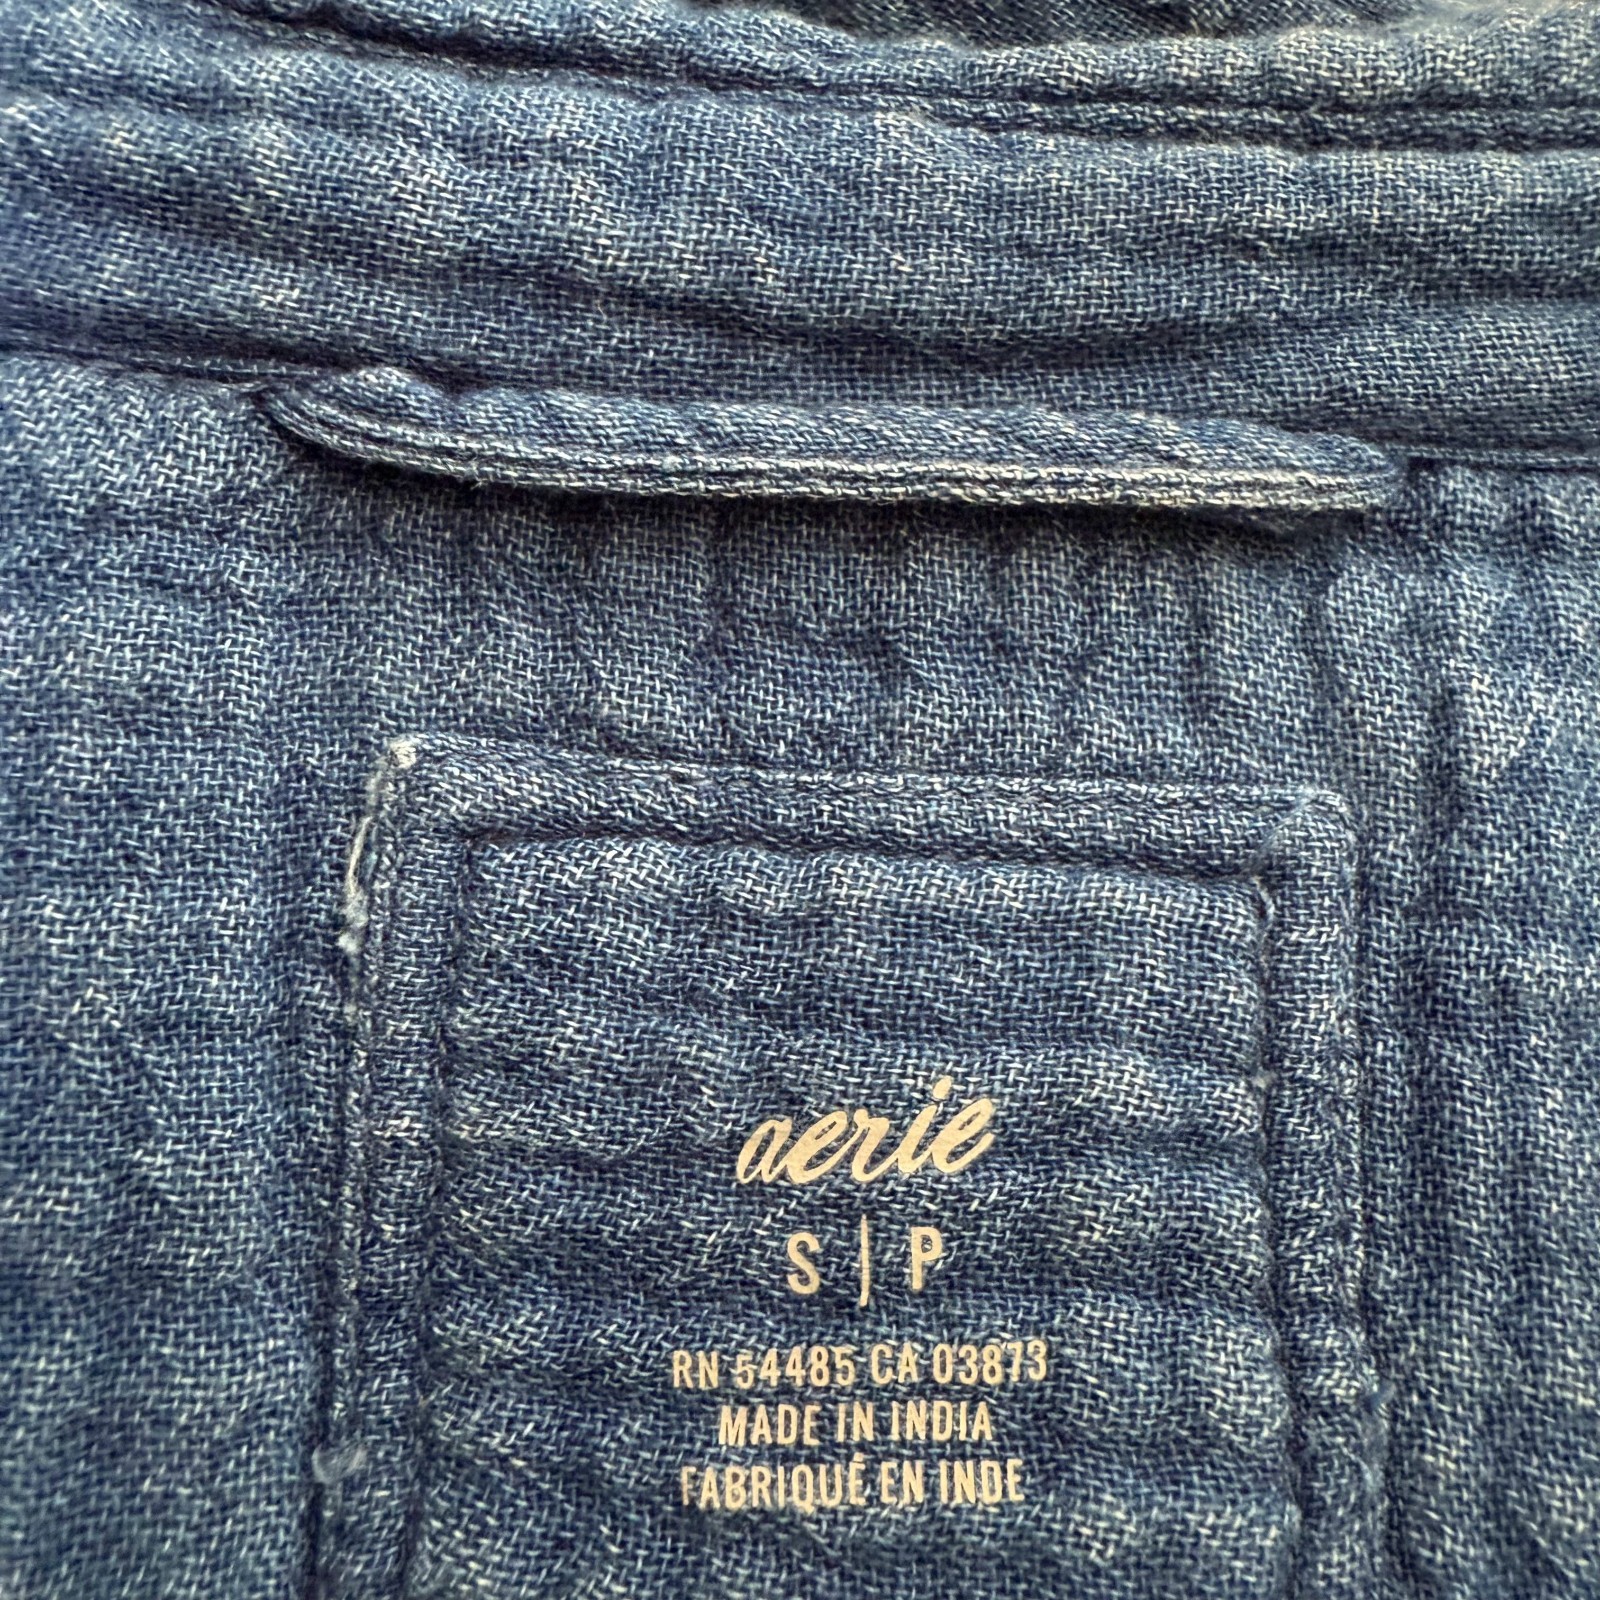 aerie
S | P
RN 54485 CA 03873
MADE IN INDIA
FABRIQUÉ EN INDE